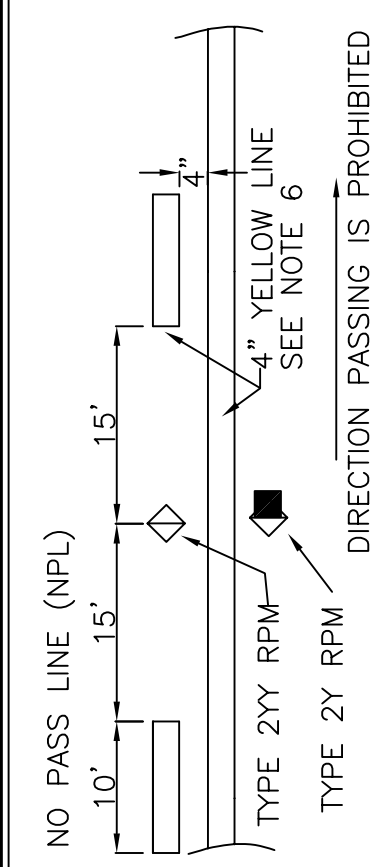 NO PASS LINE (NPL)
10'
15'
15'
4"
4" YELLOW LINE
SEE NOTE 6
TYPE 2YY RPM
TYPE 2Y RPM
DIRECTION PASSING IS PROHIBITED